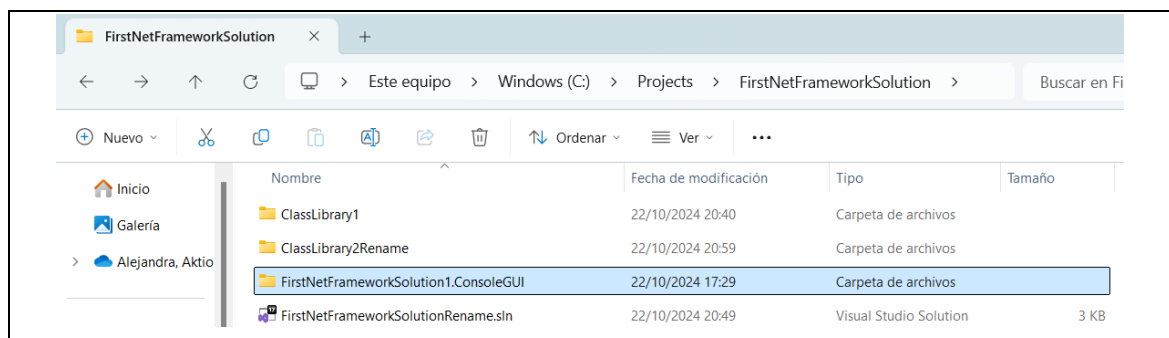 FirstNetFrameworkSolution
Este equipo > Windows (C:) > Projects > FirstNetFrameworkSolution > Buscar en Fi
Nuevo Ordenar Ver ...
Nombre Fecha de modificación Tipo Tamaño
Inicio
ClassLibrary1 22/10/2024 20:40 Carpeta de archivos
Galería
ClassLibrary2Rename 22/10/2024 20:59 Carpeta de archivos
Alejandra, Aktio
FirstNetFrameworkSolution1.ConsoleGUI 22/10/2024 17:29 Carpeta de archivos
FirstNetFrameworkSolutionRename.sln 22/10/2024 20:49 Visual Studio Solution 3 KB